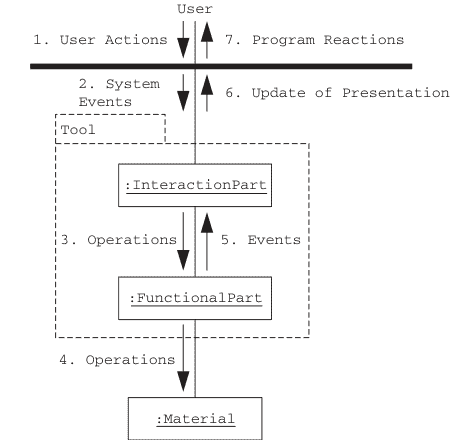 User
1. User Actions
7. Program Reactions
2. System
Events
6. Update of Presentation
Tool
:InteractionPart
3. Operations
5. Events
:FunctionalPart
4. Operations
:Material